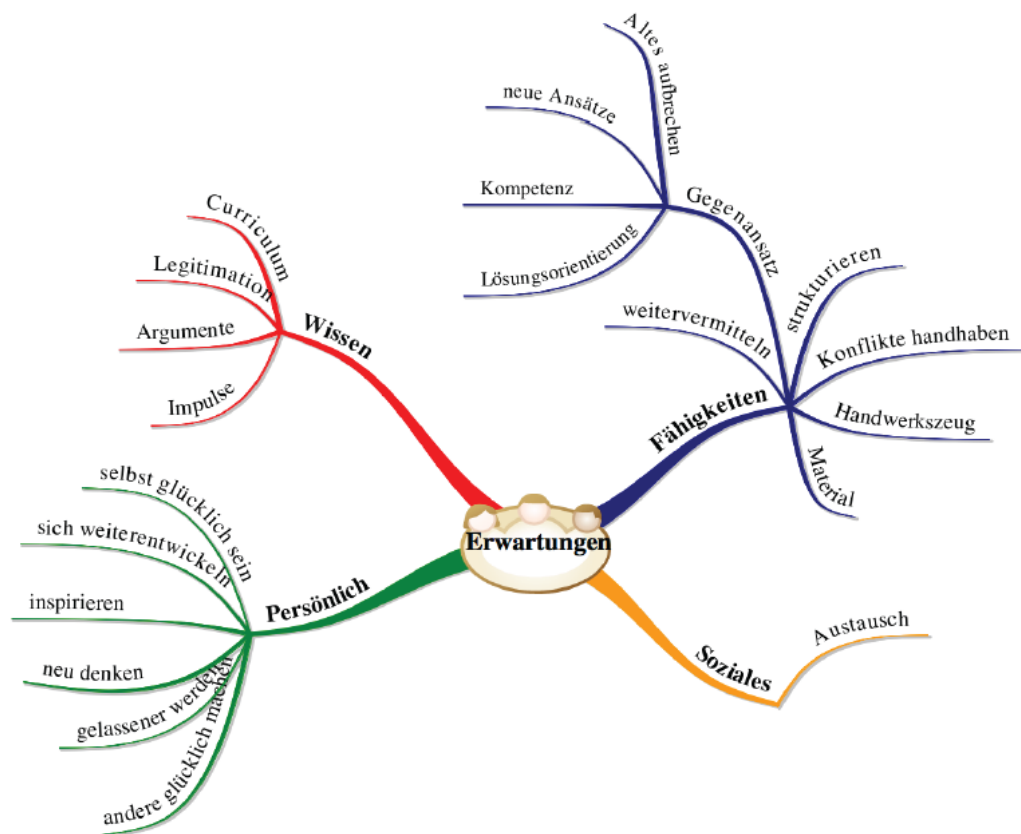 Erwartungen
Wissen
Curriculum
Legitimation
Argumente
Impulse
Fähigkeiten
Gegenansatz
Altes aufbrechen
neue Ansätze
Kompetenz
Lösungsorientierung
weitervermitteln
strukturieren
Konflikte handhaben
Handwerkszeug
Material
Persönlich
selbst glücklich sein
sich weiterentwickeln
inspirieren
neu denken
gelassener werden
andere glücklich machen
Soziales
Austausch